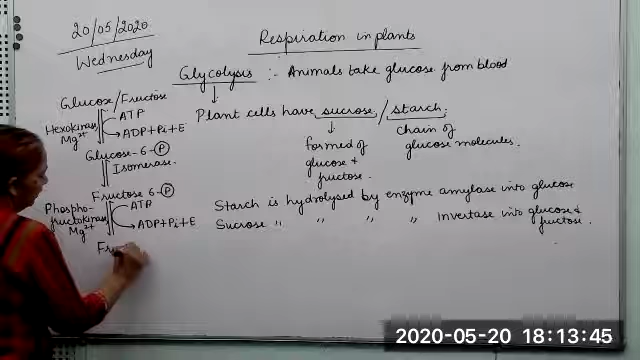 20/05/2020
Wednesday
Respiration in plants
Glycolysis :- Animals take glucose from blood
Glucose/Fructose
Hexokinase
Mg2+
ATP
ADP+Pi+E
Plant cells have sucrose / starch.
formed of
glucose +
fructose.
chain of
glucose molecules.
Glucose-6-P
Isomerase.
Fructose 6-P
Phospho-
fructokinase
Mg2+
ATP
ADP+Pi+E
Starch is hydrolysed by enzyme amylase into glucose
Sucrose " " " " Invertase into glucose &
fructose.
Fru
2020-05-20 18:13:45